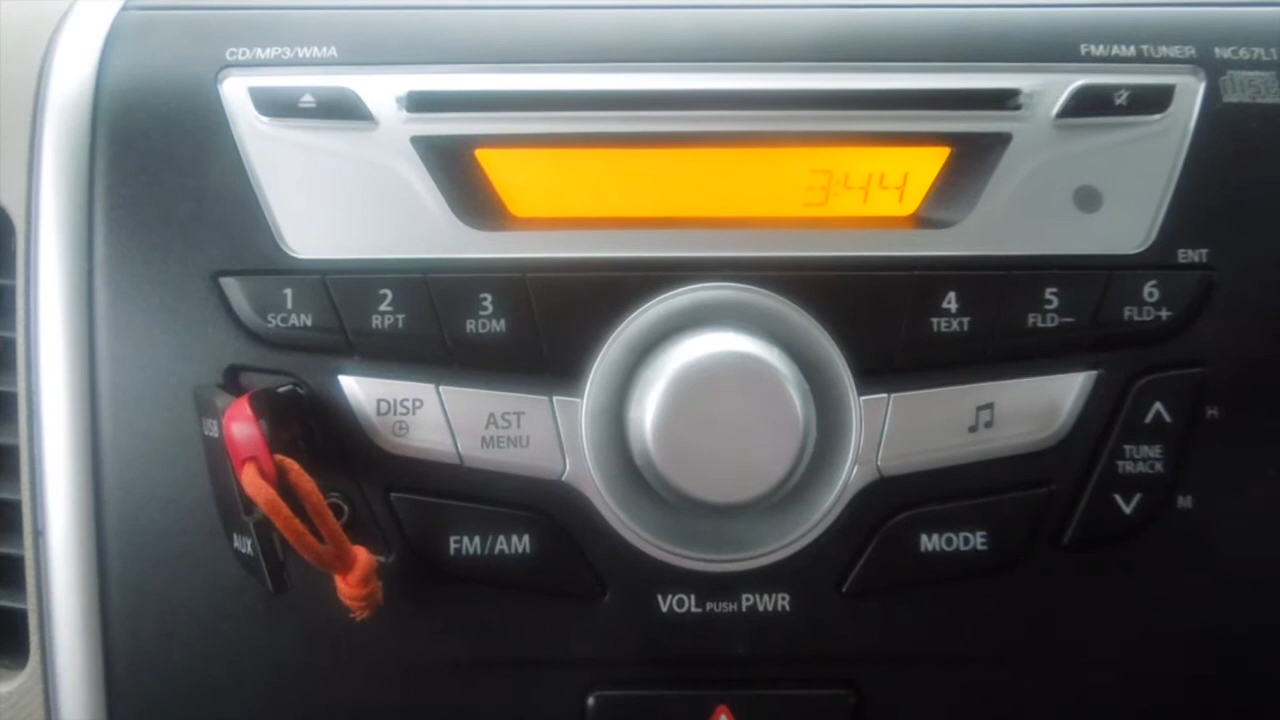 CD/MP3/WMA
FM/AM TUNER NC67L1
disc
3:44
ENT
1 2 3 4 5 6
SCAN RPT RDM TEXT FLD– FLD+
DISP
AST
MENU
H
USB
TUNE
TRACK
M
AUX
FM/AM
MODE
VOL PUSH PWR